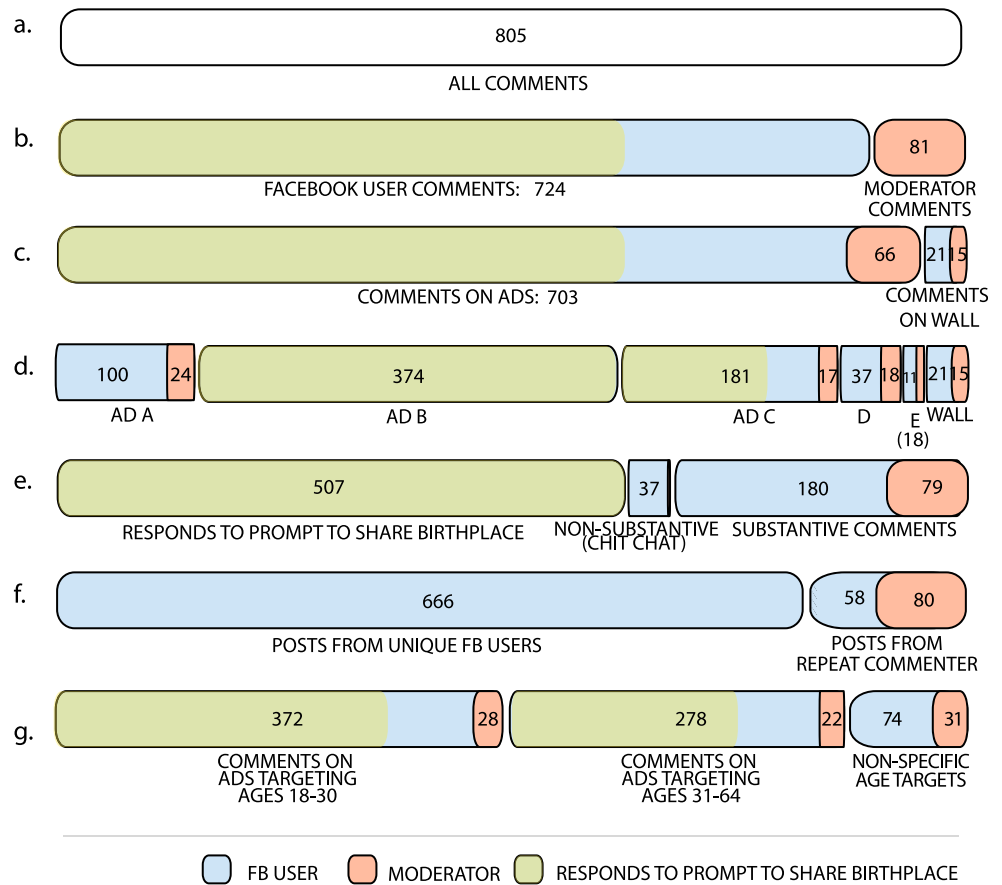 a.
805
ALL COMMENTS
b.
81
FACEBOOK USER COMMENTS: 724
MODERATOR
COMMENTS
c.
66
21
15
COMMENTS ON ADS: 703
COMMENTS
ON WALL
d.
100
24
374
181
17
37
18
11
21
15
AD A
AD B
AD C
D
E
(18)
WALL
e.
507
37
180
79
RESPONDS TO PROMPT TO SHARE BIRTHPLACE
NON-SUBSTANTIVE
(CHIT CHAT)
SUBSTANTIVE COMMENTS
f.
666
58
80
POSTS FROM UNIQUE FB USERS
POSTS FROM
REPEAT COMMENTER
g.
372
28
278
22
74
31
COMMENTS ON
ADS TARGETING
AGES 18-30
COMMENTS ON
ADS TARGETING
AGES 31-64
NON-SPECIFIC
AGE TARGETS
FB USER
MODERATOR
RESPONDS TO PROMPT TO SHARE BIRTHPLACE